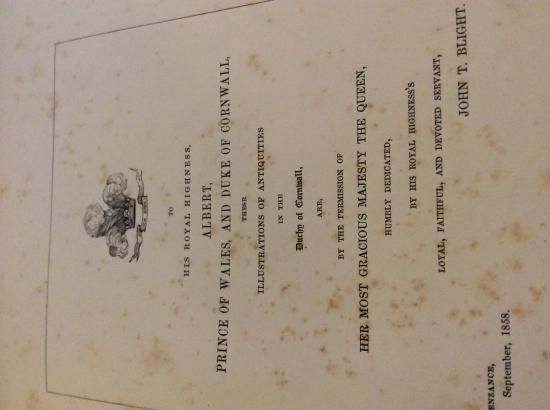 TO
HIS ROYAL HIGHNESS,
ALBERT,
PRINCE OF WALES, AND DUKE OF CORNWALL,
THESE
ILLUSTRATIONS OF ANTIQUITIES
IN THE
Duchy of Cornwall,
ARE,
BY THE PERMISSION OF
HER MOST GRACIOUS MAJESTY THE QUEEN,
HUMBLY DEDICATED,
BY HIS ROYAL HIGHNESS'S
LOYAL, FAITHFUL, AND DEVOTED SERVANT,
JOHN T. BLIGHT.
ENZANCE,
September, 1858.